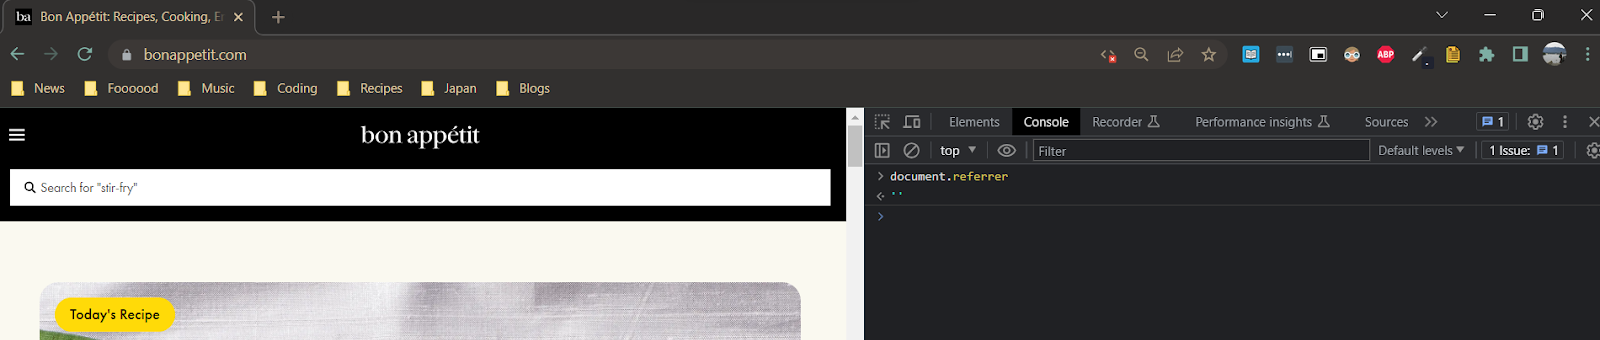 ba Bon Appétit: Recipes, Cooking, En
bonappetit.com
ABP
News Foooood Music Coding Recipes Japan Blogs
bon appétit
Search for "stir-fry"
Today's Recipe
Elements Console Recorder Performance insights Sources 1
top Filter Default levels 1 Issue: 1
document.referrer
''